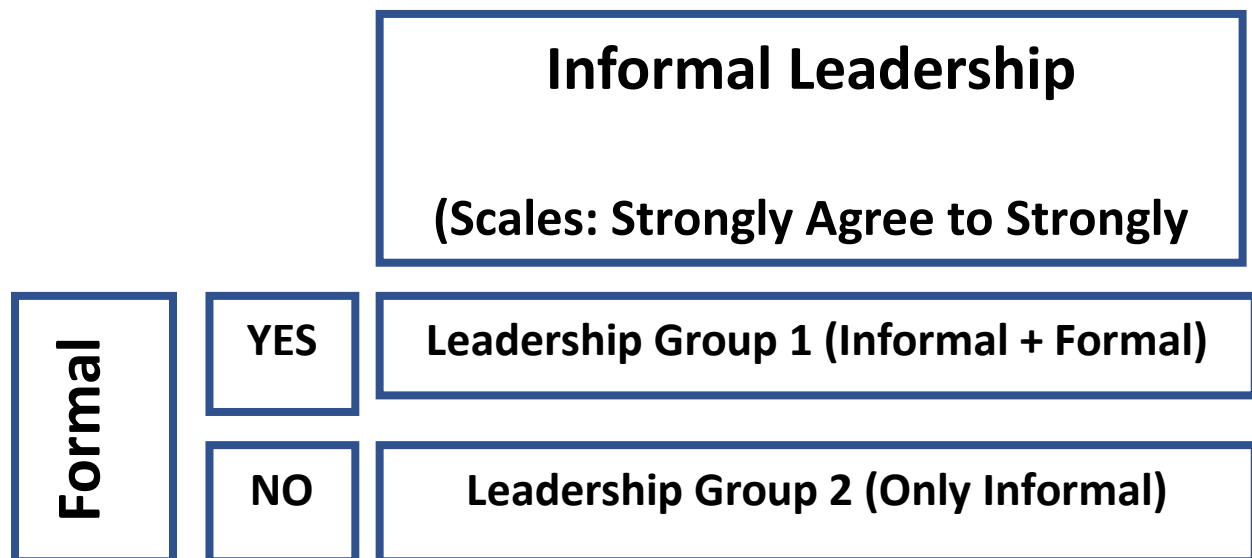 Informal Leadership
(Scales: Strongly Agree to Strongly
Formal
YES
Leadership Group 1 (Informal + Formal)
NO
Leadership Group 2 (Only Informal)